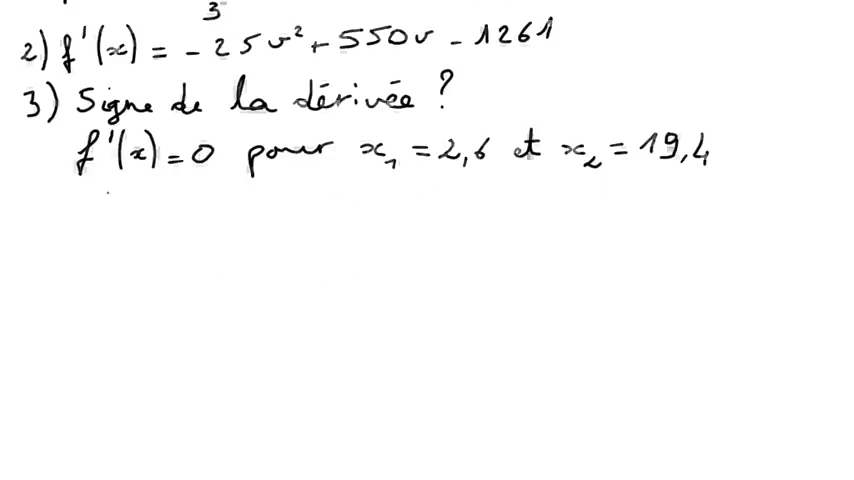 3
2) f'(x) = - 25v² + 550v - 1261
3) Signe de la dérivée ?
f'(x) = 0 pour x₁ = 2,6 et x₂ = 19,4